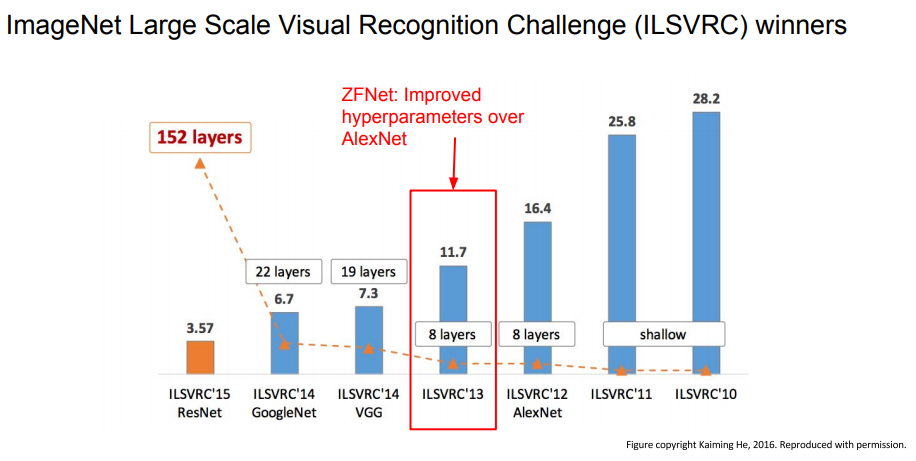 ImageNet Large Scale Visual Recognition Challenge (ILSVRC) winners
ZFNet: Improved
hyperparameters over
AlexNet
152 layers
28.2
25.8
16.4
11.7
22 layers
19 layers
6.7
7.3
3.57
8 layers
8 layers
shallow
ILSVRC'15
ResNet
ILSVRC'14
GoogleNet
ILSVRC'14
VGG
ILSVRC'13
ILSVRC'12
AlexNet
ILSVRC'11
ILSVRC'10
Figure copyright Kaiming He, 2016. Reproduced with permission.